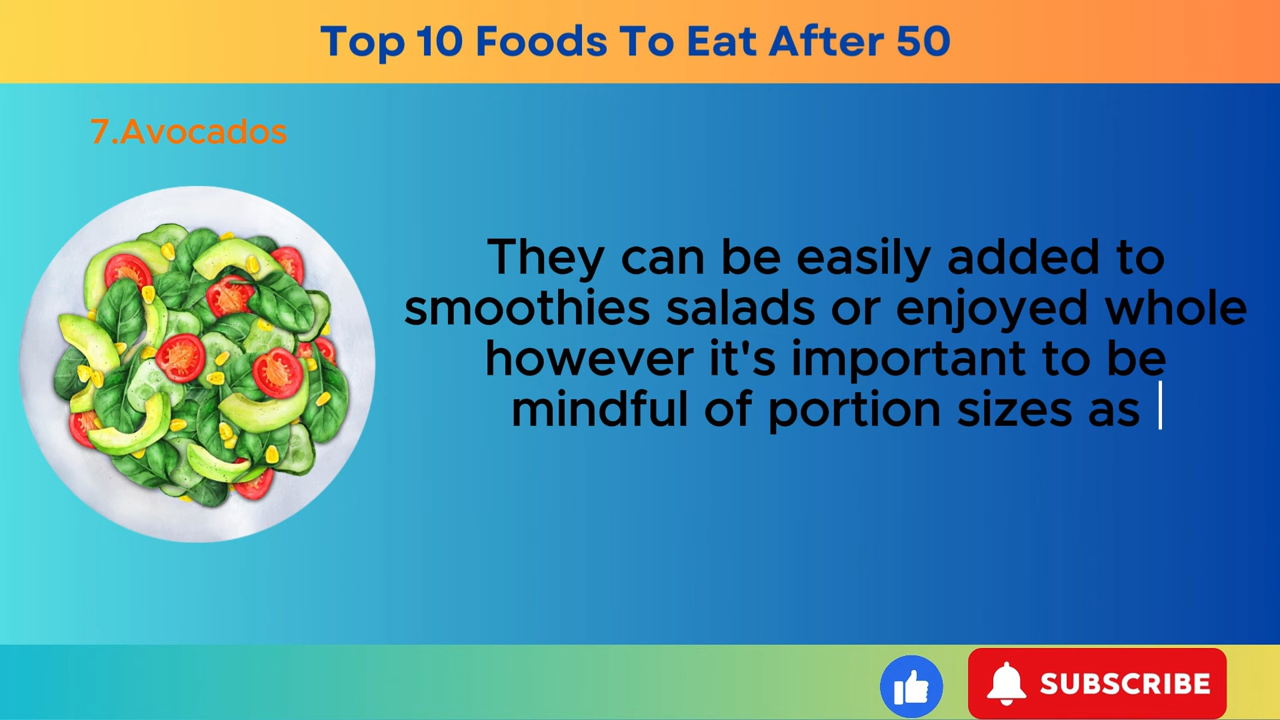 Top 10 Foods To Eat After 50
7.Avocados
They can be easily added to
smoothies salads or enjoyed whole
however it's important to be
mindful of portion sizes as
SUBSCRIBE